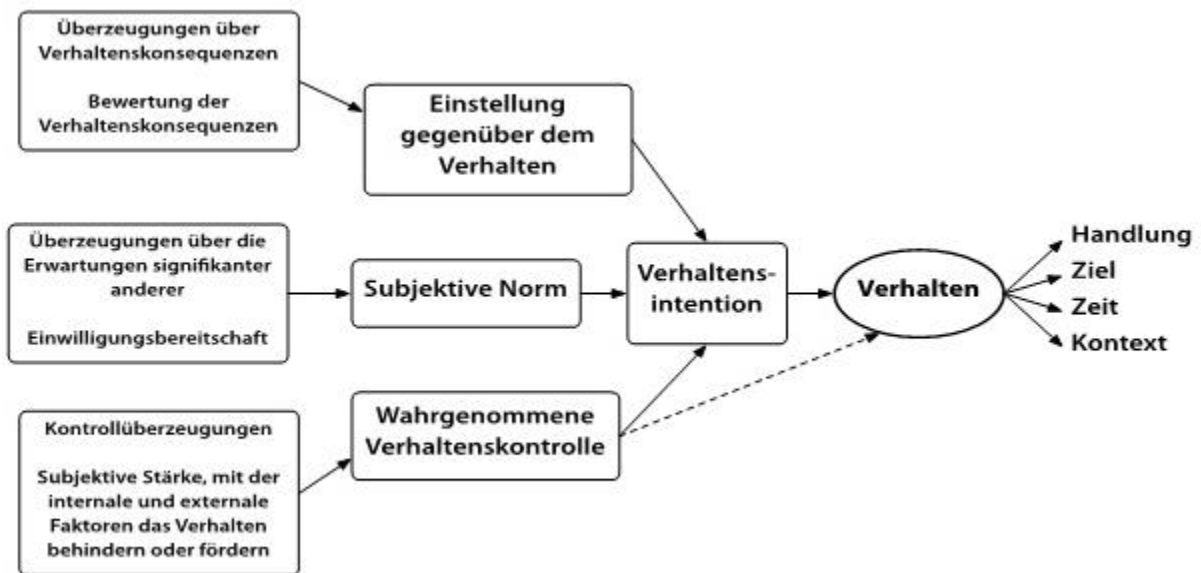 Überzeugungen über
Verhaltenskonsequenzen
Bewertung der
Verhaltenskonsequenzen
Einstellung
gegenüber dem
Verhalten
Überzeugungen über die
Erwartungen signifikanter
anderer
Einwilligungsbereitschaft
Subjektive Norm
Verhaltens-
intention
Verhalten
Handlung
Ziel
Zeit
Kontext
Kontrollüberzeugungen
Subjektive Stärke, mit der
internale und externale
Faktoren das Verhalten
behindern oder fördern
Wahrgenommene
Verhaltenskontrolle